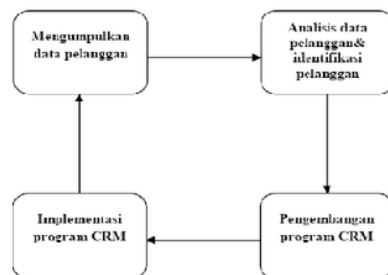 Mengumpulkan
data pelanggan
Analisis data
pelanggan&
identifikasi
pelanggan
Implementasi
program CRM
Pengembangan
program CRM